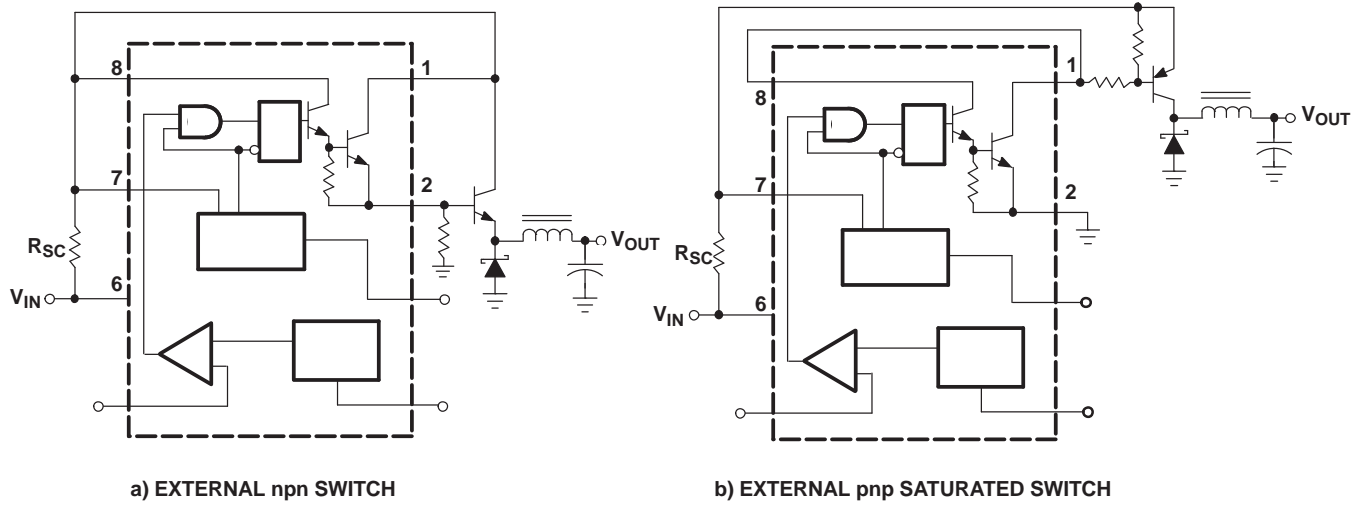 8
1
7
2
RSC
VOUT
VIN
6
a) EXTERNAL npn SWITCH
1
8
VOUT
7
2
RSC
VIN
6
b) EXTERNAL pnp SATURATED SWITCH